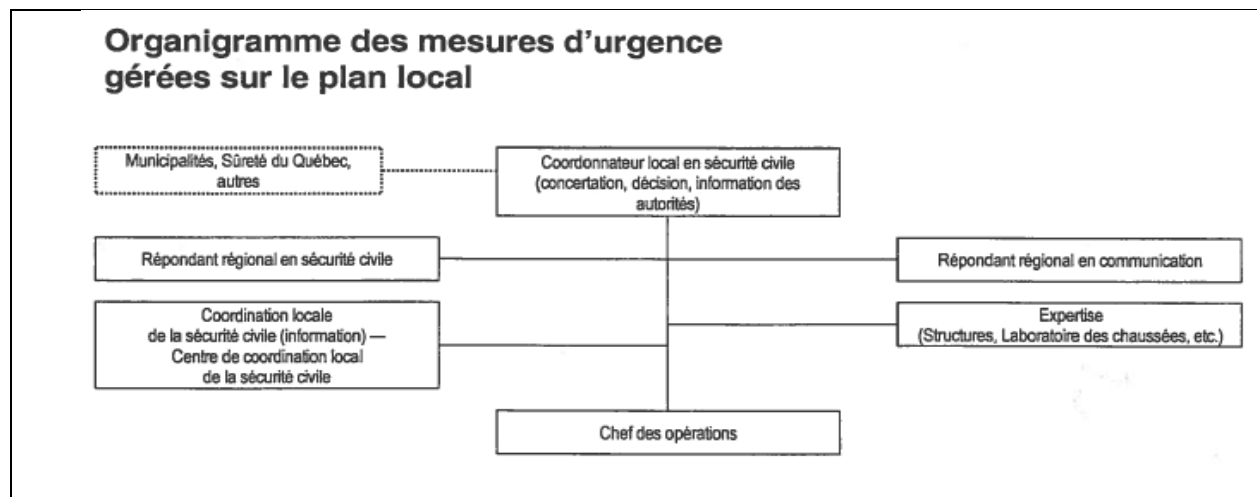 Organigramme des mesures d'urgence
gérées sur le plan local
Municipalités, Sûreté du Québec,
autres
Coordonnateur local en sécurité civile
(concertation, décision, information des
autorités)
Répondant régional en sécurité civile
Répondant régional en communication
Coordination locale
de la sécurité civile (information) —
Centre de coordination local
de la sécurité civile
Expertise
(Structures, Laboratoire des chaussées, etc.)
Chef des opérations